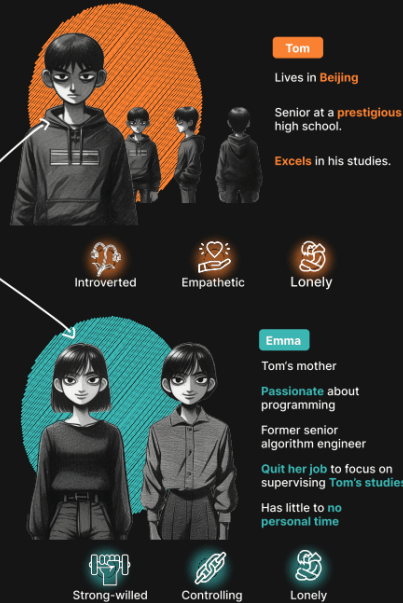 Tom
Lives in Beijing
Senior at a prestigious
high school.
Excels in his studies.
Introverted
Empathetic
Lonely
Emma
Tom's mother
Passionate about
programming
Former senior
algorithm engineer
Quit her job to focus on
supervising Tom's studies
Has little to no
personal time
Strong-willed
Controlling
Lonely